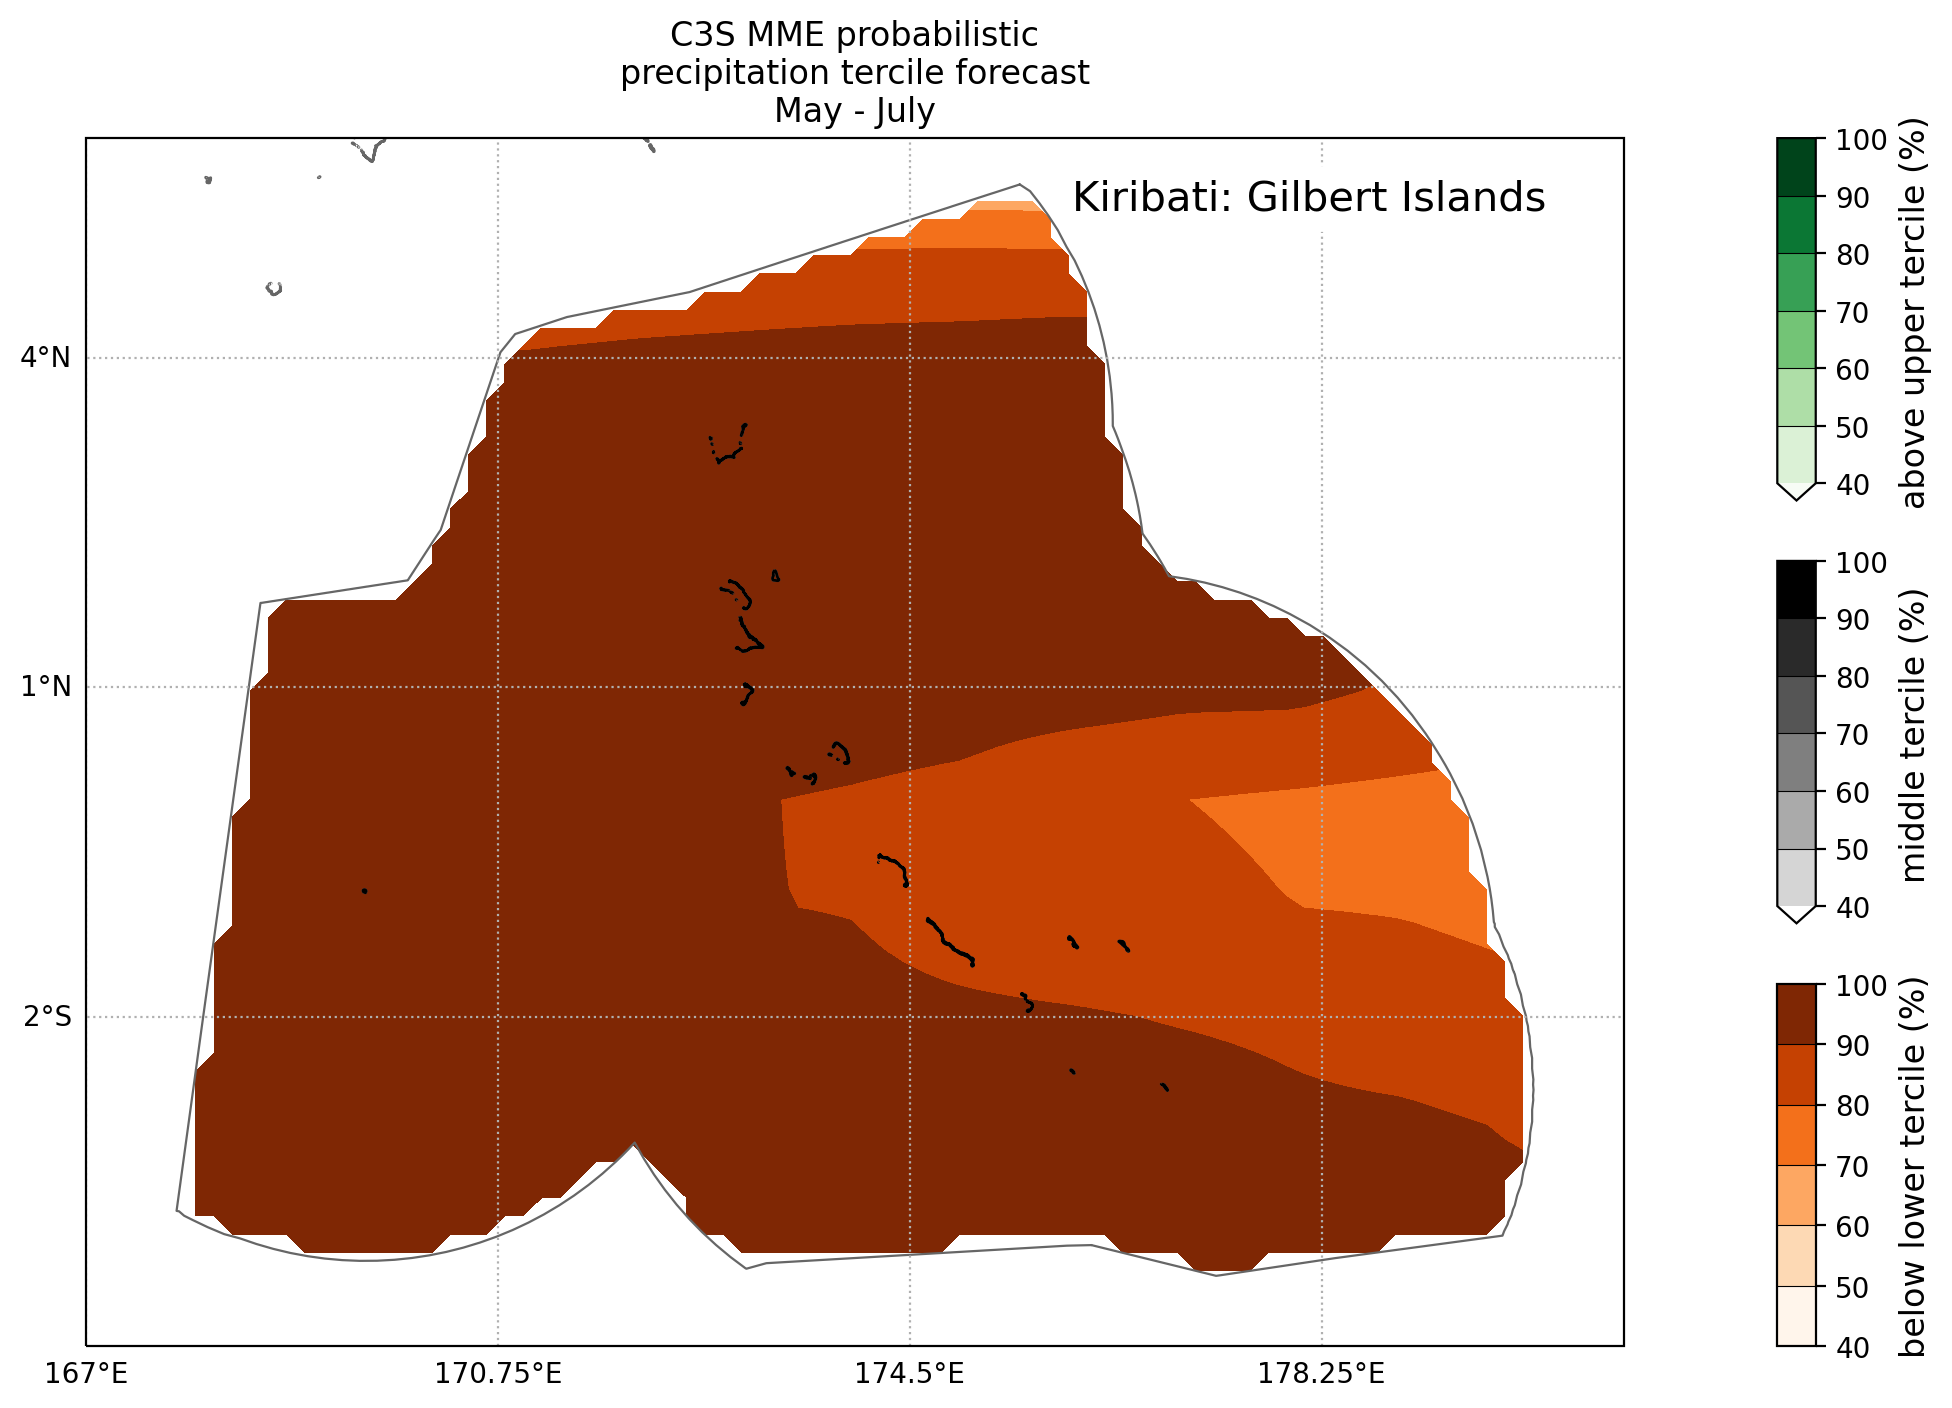 C3S MME probabilistic
precipitation tercile forecast
May - July
Kiribati: Gilbert Islands
4°N
1°N
2°S
167°E
170.75°E
174.5°E
178.25°E
100
90
80
70
60
50
40
above upper tercile (%)
100
90
80
70
60
50
40
middle tercile (%)
100
90
80
70
60
50
40
below lower tercile (%)